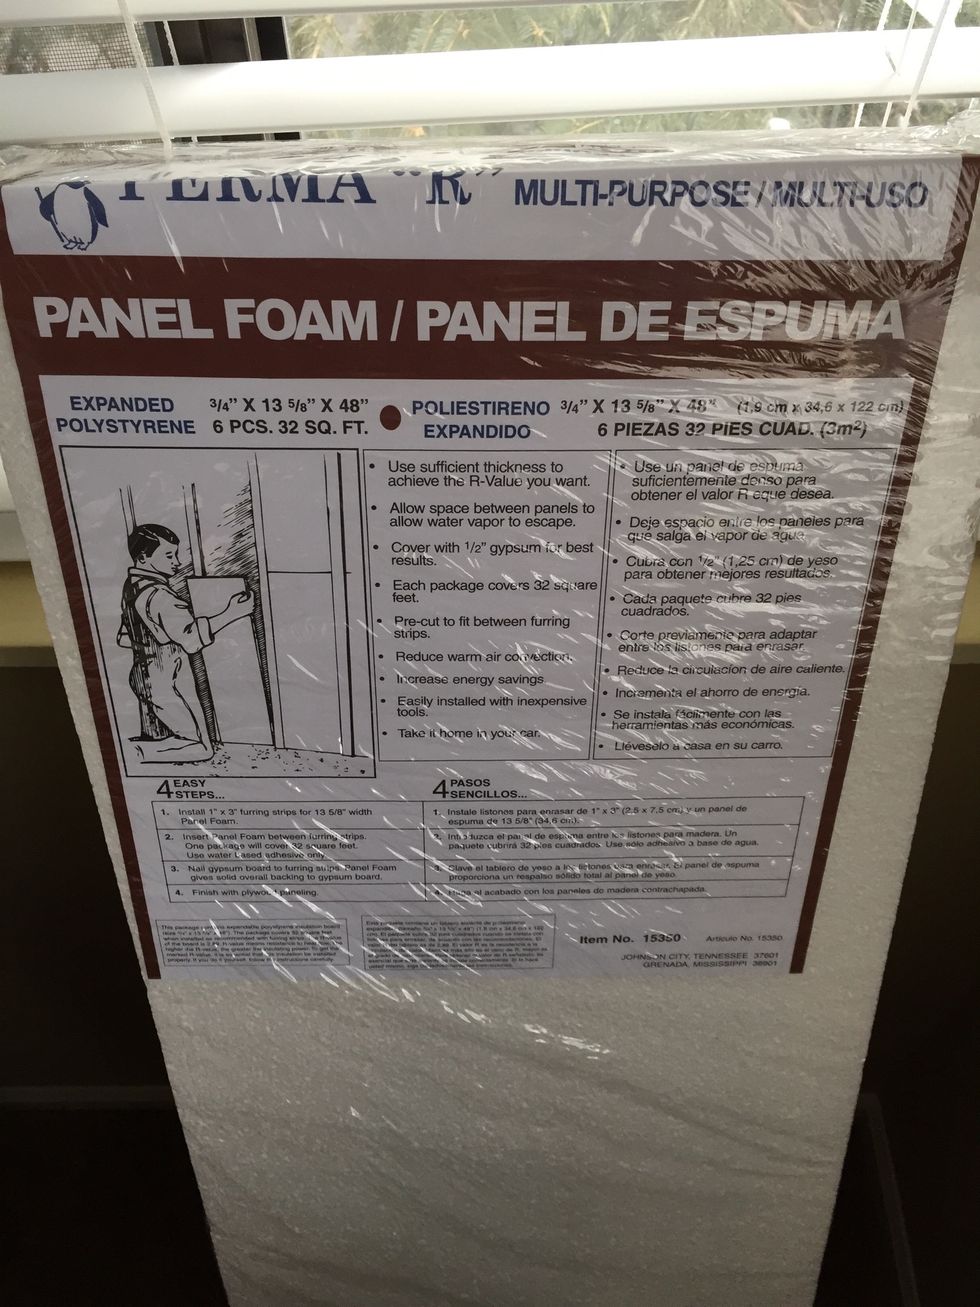 PERMA "R" MULTI-PURPOSE / MULTI-USO
PANEL FOAM / PANEL DE ESPUMA
EXPANDED
POLYSTYRENE
3/4" X 13 5/8" X 48"
6 PCS. 32 SQ. FT.
POLIESTIRENO
EXPANDIDO
3/4" X 13 5/8" X 48" (1,9 cm x 34,6 x 122 cm)
6 PIEZAS 32 PIES CUAD. (3m²)
• Use sufficient thickness to
achieve the R-Value you want.
• Allow space between panels to
allow water vapor to escape.
• Cover with 1/2" gypsum for best
results.
• Each package covers 32 square
feet.
• Pre-cut to fit between furring
strips.
• Reduce warm air convection.
• Increase energy savings
• Easily installed with inexpensive
tools.
• Take it home in your car.
• Use un panel de espuma
suficientemente denso para
obtener el valor R eque desea.
• Deje espacio entre los paneles para
que salga el vapor de agua.
• Cubra con 1/2" (1,25 cm) de yeso
para obtener mejores resultados.
• Cada paquete cubre 32 pies
cuadrados.
• Corte previamente para adaptar
entre los listones para enrasar.
• Reduce la circulacíon de aire caliente.
• Incrementa el ahorro de energía.
• Se instala fácilmente con las
herramientas más económicas.
• Lléveselo a casa en su carro.
4 EASY
STEPS...
1. Install 1" x 3" furring strips for 13 5/8" width
Panel Foam.
2. Insert Panel Foam between furring strips.
One package will cover 32 square feet.
Use water based adhesive only.
3. Nail gypsum board to furring strips. Panel Foam
gives solid overall backing to gypsum board.
4. Finish with plywood paneling.
4 PASOS
SENCILLOS...
1. Instale listones para enrasar de 1" x 3" (2.5 x 7,5 cm) y un panel de
espuma de 13 5/8" (34,6 cm).
2. Introduzca el panel de espuma entre los listones para madera. Un
paquete cubrirá 32 pies cuadrados. Use sólo adhesivo a base de agua.
3. Clave el tablero de yeso a los listones para enrasar. El panel de espuma
proporciona un respaldo sólido total al panel de yeso.
4. Haga el acabado con los paneles de madera contrachapada.
Item No. 15350 Artículo No. 15350
JOHNSON CITY, TENNESSEE 37601
GRENADA, MISSISSIPPI 38901